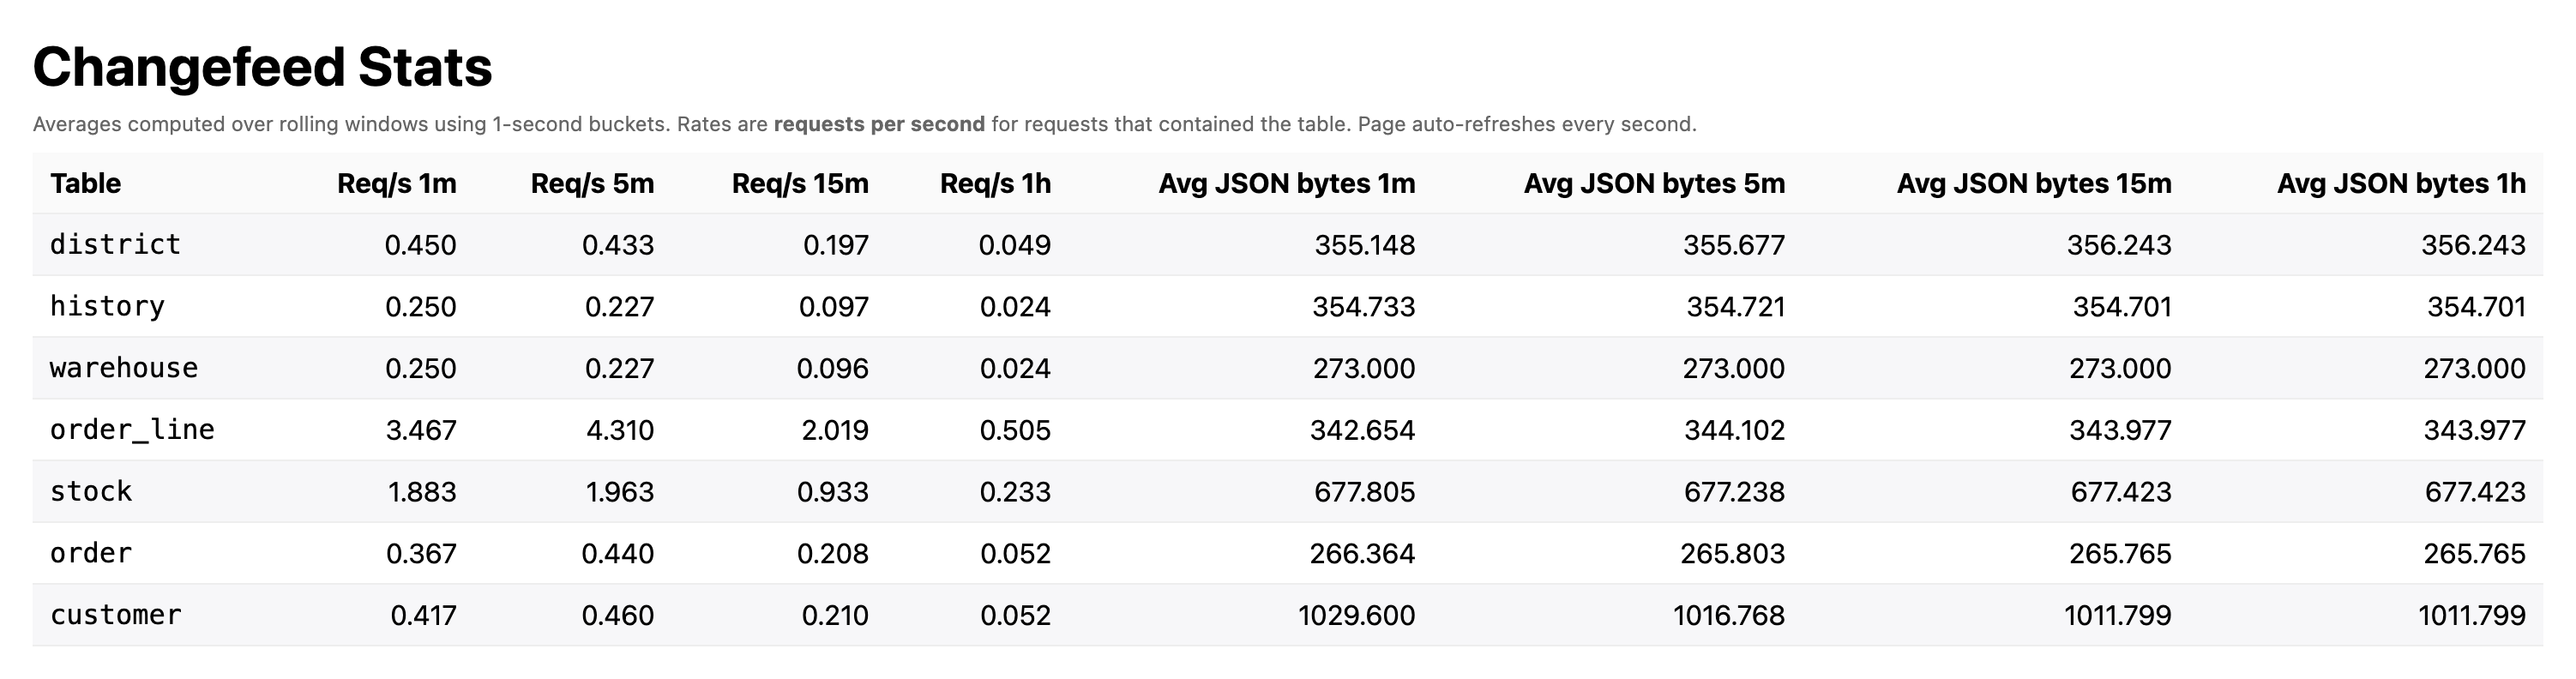 Changefeed Stats
Averages computed over rolling windows using 1-second buckets. Rates are requests per second for requests that contained the table. Page auto-refreshes every second.
Table Req/s 1m Req/s 5m Req/s 15m Req/s 1h Avg JSON bytes 1m Avg JSON bytes 5m Avg JSON bytes 15m Avg JSON bytes 1h
district 0.450 0.433 0.197 0.049 355.148 355.677 356.243 356.243
history 0.250 0.227 0.097 0.024 354.733 354.721 354.701 354.701
warehouse 0.250 0.227 0.096 0.024 273.000 273.000 273.000 273.000
order_line 3.467 4.310 2.019 0.505 342.654 344.102 343.977 343.977
stock 1.883 1.963 0.933 0.233 677.805 677.238 677.423 677.423
order 0.367 0.440 0.208 0.052 266.364 265.803 265.765 265.765
customer 0.417 0.460 0.210 0.052 1029.600 1016.768 1011.799 1011.799